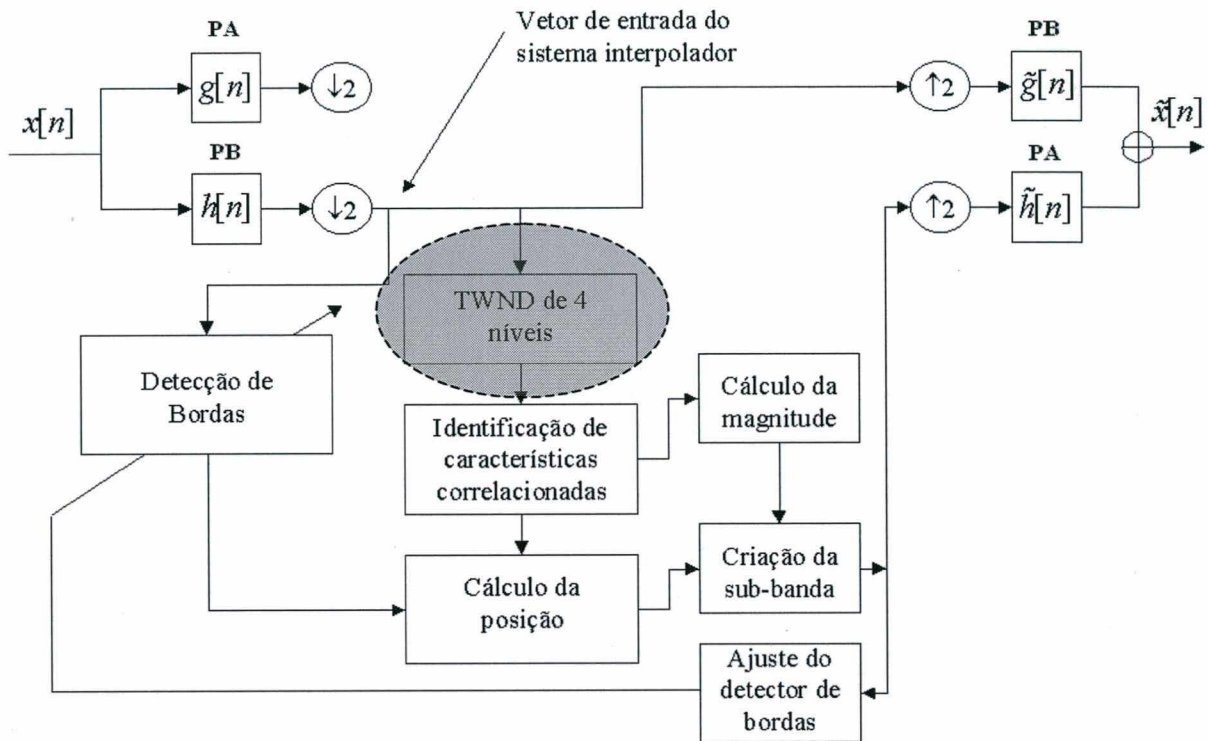 PA
Vetor de entrada do
sistema interpolador
PB
g[n]
↓2
↑2
g̃[n]
x[n]
x̃[n]
PB
PA
h[n]
↓2
↑2
h̃[n]
TWND de 4
níveis
Detecção de
Bordas
Cálculo da
magnitude
Identificação de
características
correlacionadas
Cálculo da
posição
Criação da
sub-banda
Ajuste do
detector de
bordas